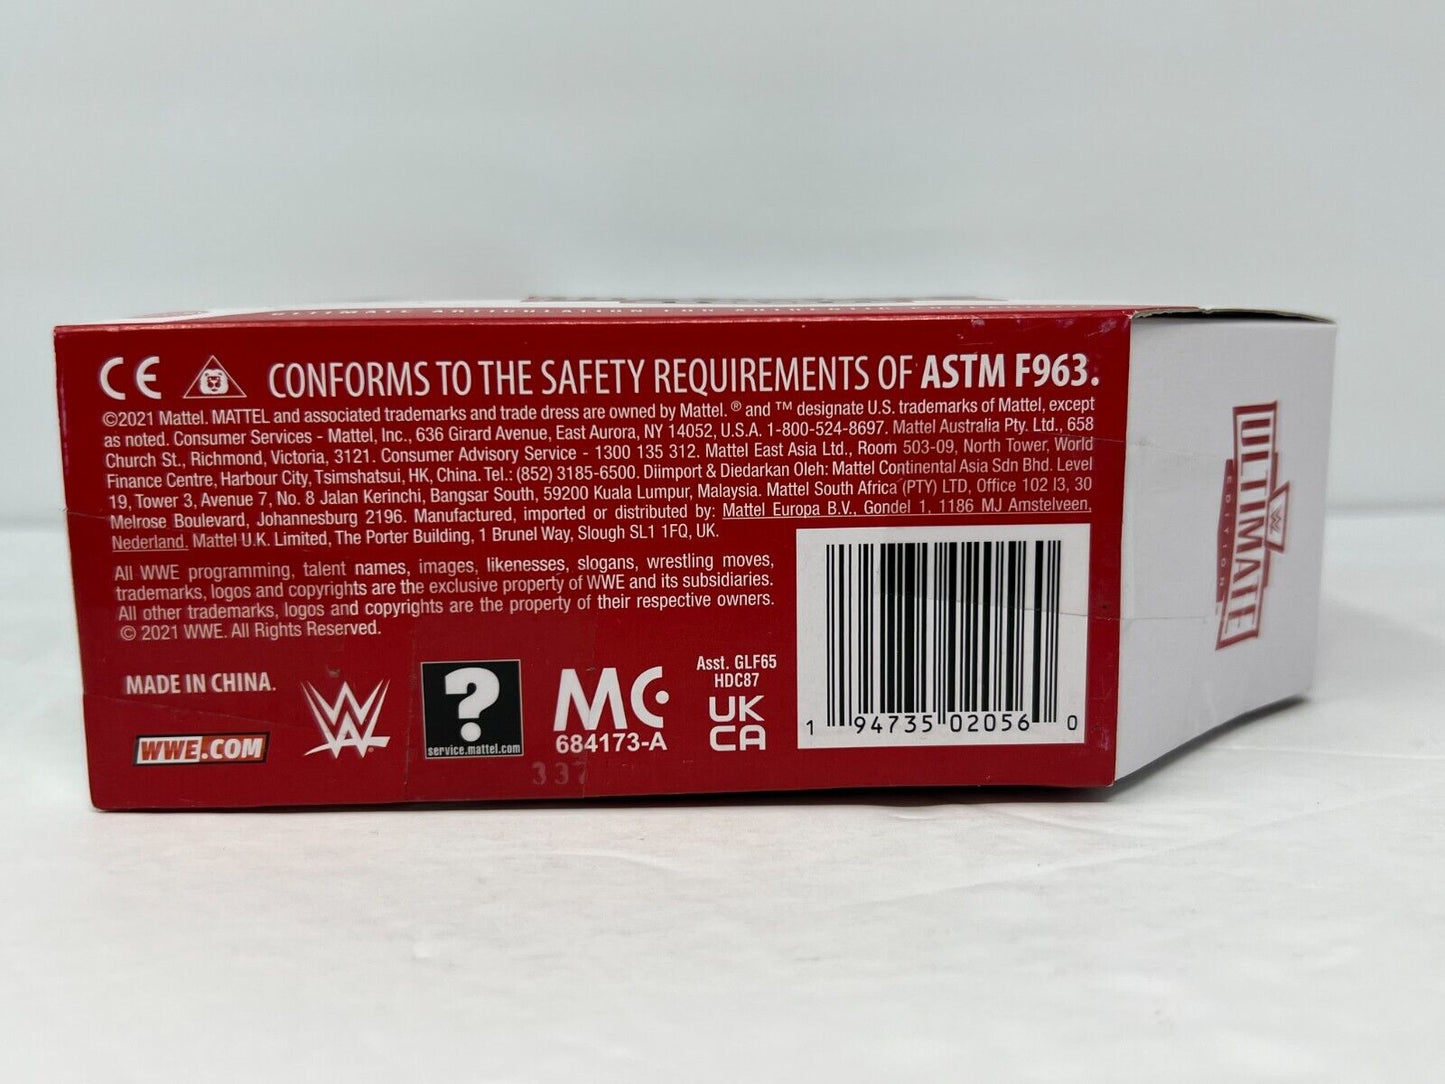 CE CONFORMS TO THE SAFETY REQUIREMENTS OF ASTM F963.
©2021 Mattel. MATTEL and associated trademarks and trade dress are owned by Mattel. ® and ™ designate U.S. trademarks of Mattel, except
as noted. Consumer Services - Mattel, Inc., 636 Girard Avenue, East Aurora, NY 14052, U.S.A. 1-800-524-8697. Mattel Australia Pty. Ltd., 658
Church St., Richmond, Victoria, 3121. Consumer Advisory Service - 1300 135 312. Mattel East Asia Ltd., Room 503-09, North Tower, World
Finance Centre, Harbour City, Tsimshatsui, HK, China. Tel.: (852) 3185-6500. Diimport & Diedarkan Oleh: Mattel Continental Asia Sdn Bhd. Level
19, Tower 3, Avenue 7, No. 8 Jalan Kerinchi, Bangsar South, 59200 Kuala Lumpur, Malaysia. Mattel South Africa (PTY) LTD, Office 102 I3, 30
Melrose Boulevard, Johannesburg 2196. Manufactured, imported or distributed by: Mattel Europa B.V., Gondel 1, 1186 MJ Amstelveen,
Nederland. Mattel U.K. Limited, The Porter Building, 1 Brunel Way, Slough SL1 1FQ, UK.
All WWE programming, talent names, images, likenesses, slogans, wrestling moves,
trademarks, logos and copyrights are the exclusive property of WWE and its subsidiaries.
All other trademarks, logos and copyrights are the property of their respective owners.
© 2021 WWE. All Rights Reserved.
MADE IN CHINA.
WWE.COM
W ®
?
service.mattel.com
MC
684173-A
337
Asst. GLF65
HDC87
UK
CA
1 94735 02056 0
ULTIMATE
EDITION